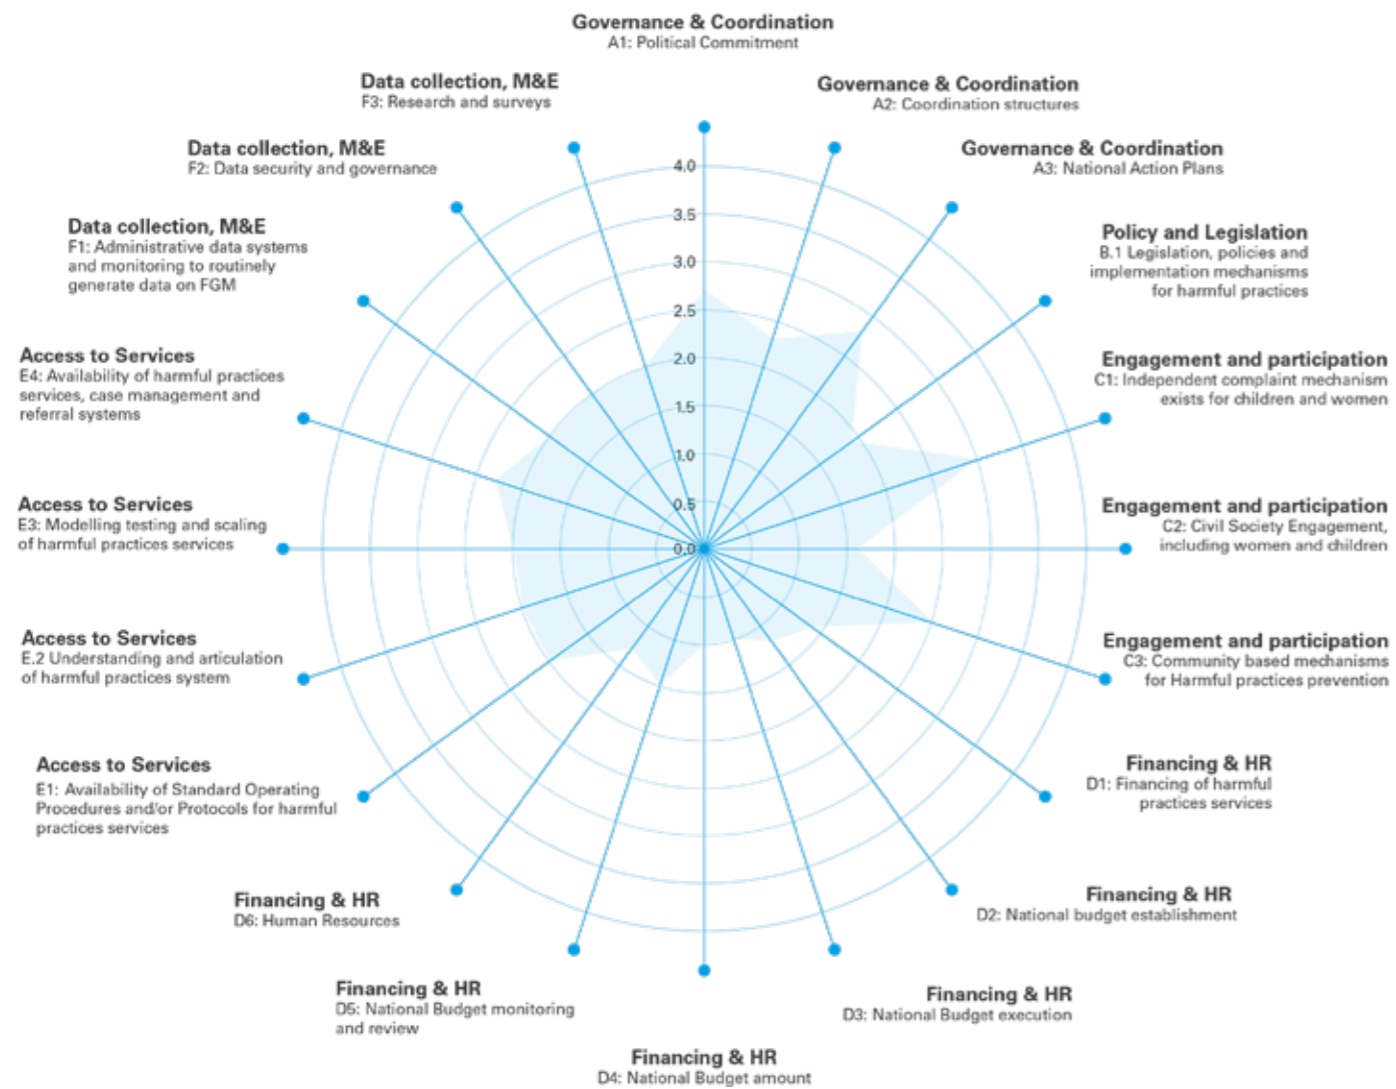 Governance & Coordination
A1: Political Commitment
Data collection, M&E
F3: Research and surveys
Governance & Coordination
A2: Coordination structures
Data collection, M&E
F2: Data security and governance
Governance & Coordination
A3: National Action Plans
Data collection, M&E
F1: Administrative data systems
and monitoring to routinely
generate data on FGM
Policy and Legislation
B.1 Legislation, policies and
implementation mechanisms
for harmful practices
Access to Services
E4: Availability of harmful practices
services, case management and
referral systems
Engagement and participation
C1: Independent complaint mechanism
exists for children and women
Access to Services
E3: Modelling testing and scaling
of harmful practices services
Engagement and participation
C2: Civil Society Engagement,
including women and children
Access to Services
E.2 Understanding and articulation
of harmful practices system
Engagement and participation
C3: Community based mechanisms
for Harmful practices prevention
Access to Services
E1: Availability of Standard Operating
Procedures and/or Protocols for harmful
practices services
Financing & HR
D1: Financing of harmful
practices services
Financing & HR
D6: Human Resources
Financing & HR
D2: National budget establishment
Financing & HR
D5: National Budget monitoring
and review
Financing & HR
D3: National Budget execution
Financing & HR
D4: National Budget amount
4.0
3.5
3.0
2.5
2.0
1.5
1.0
0.5
0.0